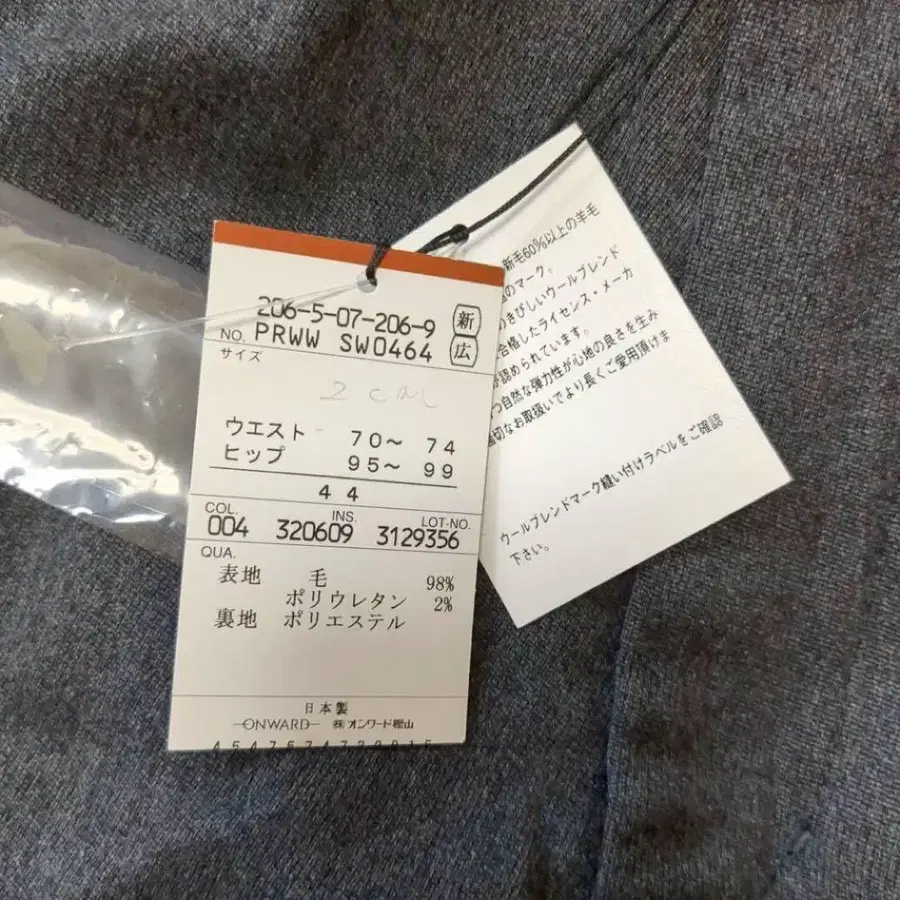 206-5-07-206-9 新
NO. PRWW SW0464 広
サイズ
2cm
ウエスト 70〜 74
ヒップ 95〜 99
44
COL. INS. LOT-NO.
004 320609 3129356
QUA.
表地 毛 98%
ポリウレタン 2%
裏地 ポリエステル
日本製
ONWARD ㈱オンワード樫山
新毛60%以上の羊毛
のマーク。
のきびしいウールブレンド
合格したライセンス・メーカ
が認められています。
つ自然な弾力性が心地の良さを生み
切なお取扱いでより長くご愛用頂けま
ウールブレンドマーク縫い付けラベルをご確認
下さい。